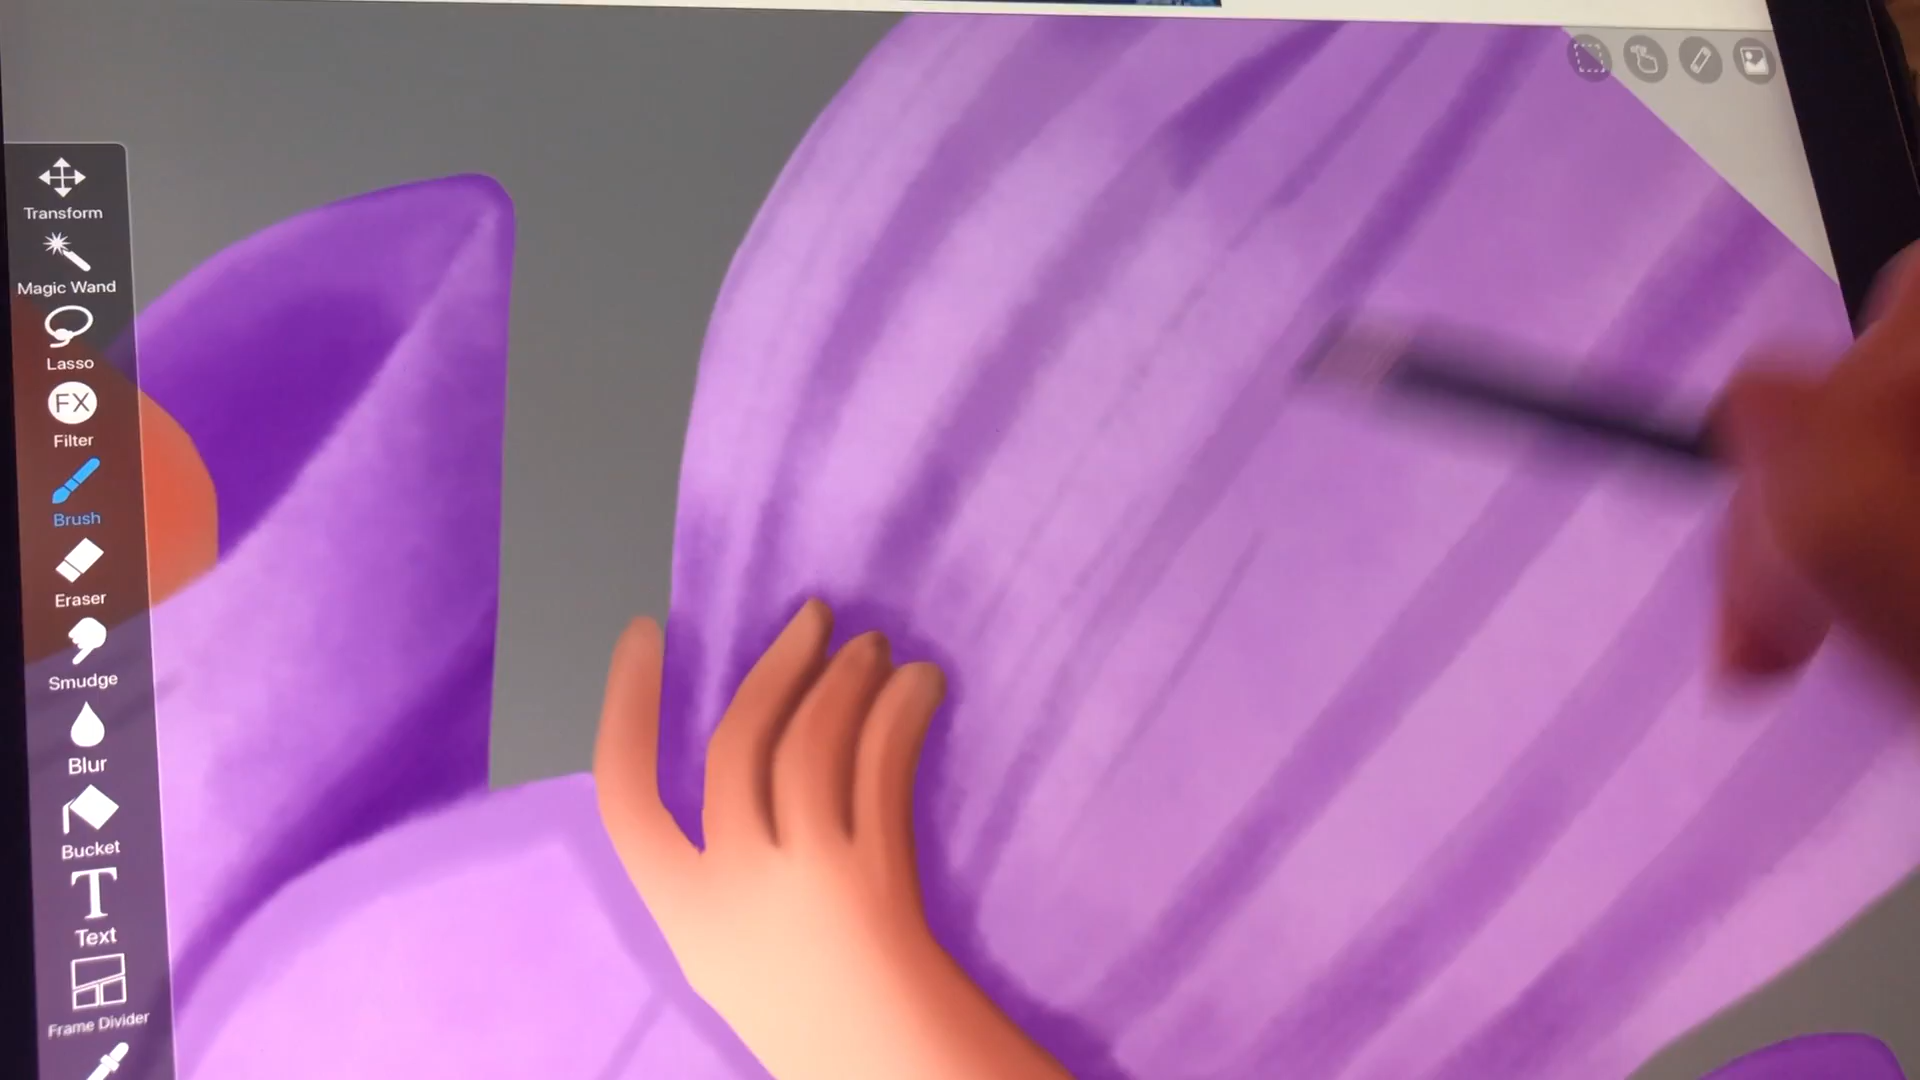 Transform
Magic Wand
Lasso
FX
Filter
Brush
Eraser
Smudge
Blur
Bucket
T
Text
Frame Divider